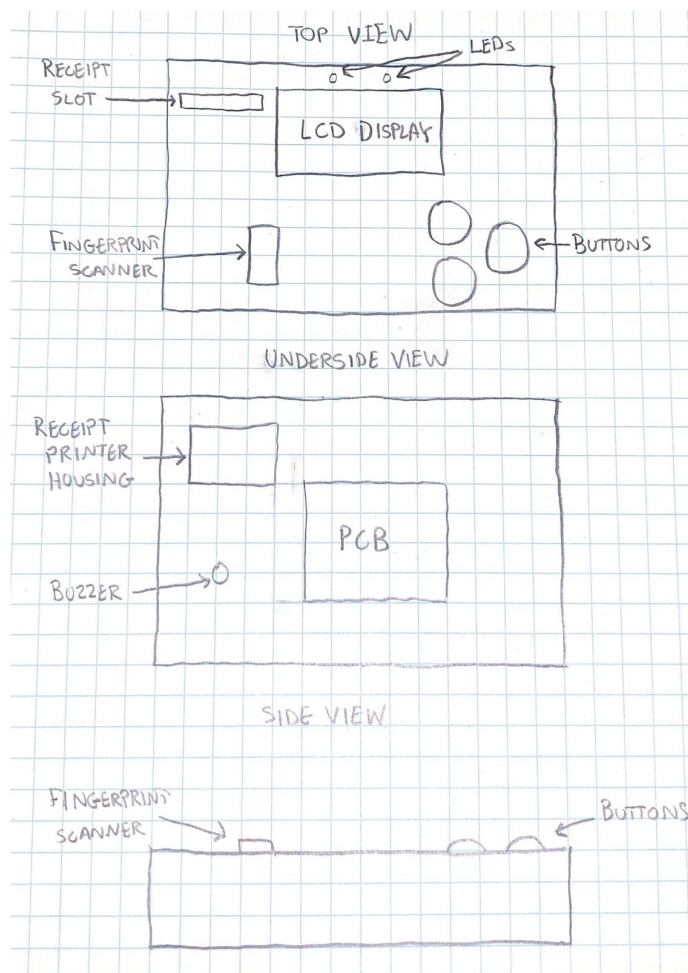 TOP VIEW
LEDs
RECEIPT
SLOT
LCD DISPLAY
FINGERPRINT
SCANNER
BUTTONS
UNDERSIDE VIEW
RECEIPT
PRINTER
HOUSING
PCB
BUZZER
SIDE VIEW
FINGERPRINT
SCANNER
BUTTONS